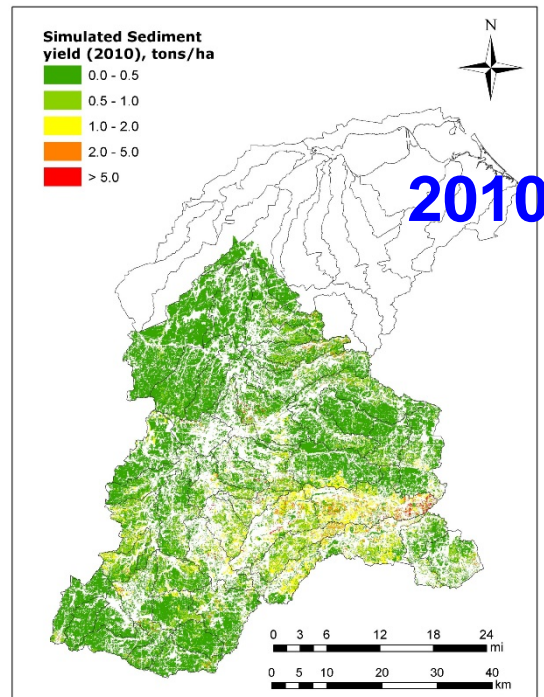 Simulated Sediment
yield (2010), tons/ha
0.0 - 0.5
0.5 - 1.0
1.0 - 2.0
2.0 - 5.0
> 5.0
N
2010
0 3 6 12 18 24
mi
0 5 10 20 30 40
km